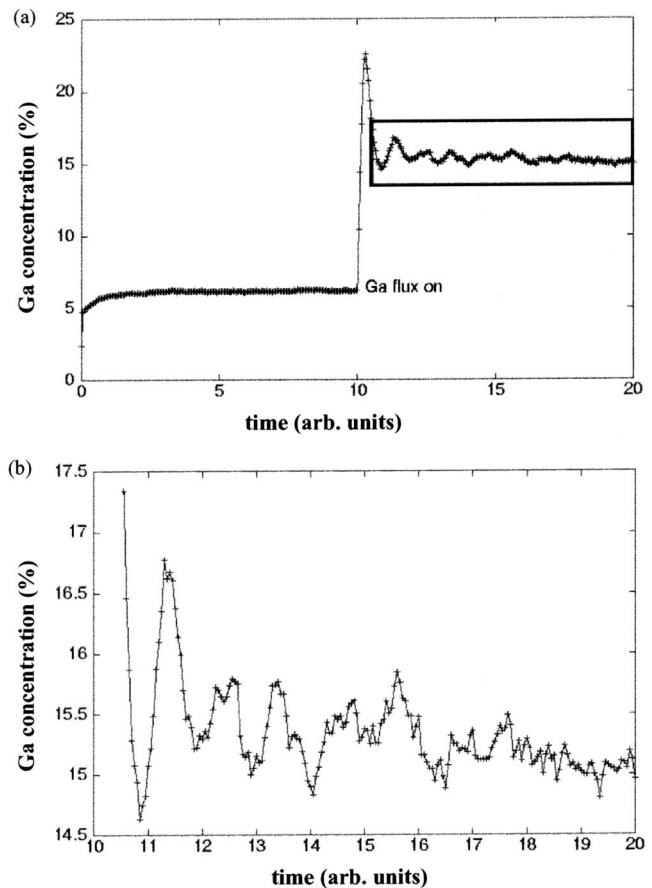 (a)
25
20
15
10
5
0
Ga concentration (%)
Ga flux on
0 5 10 15 20
time (arb. units)
(b)
17.5
17
16.5
16
15.5
15
14.5
Ga concentration (%)
10 11 12 13 14 15 16 17 18 19 20
time (arb. units)